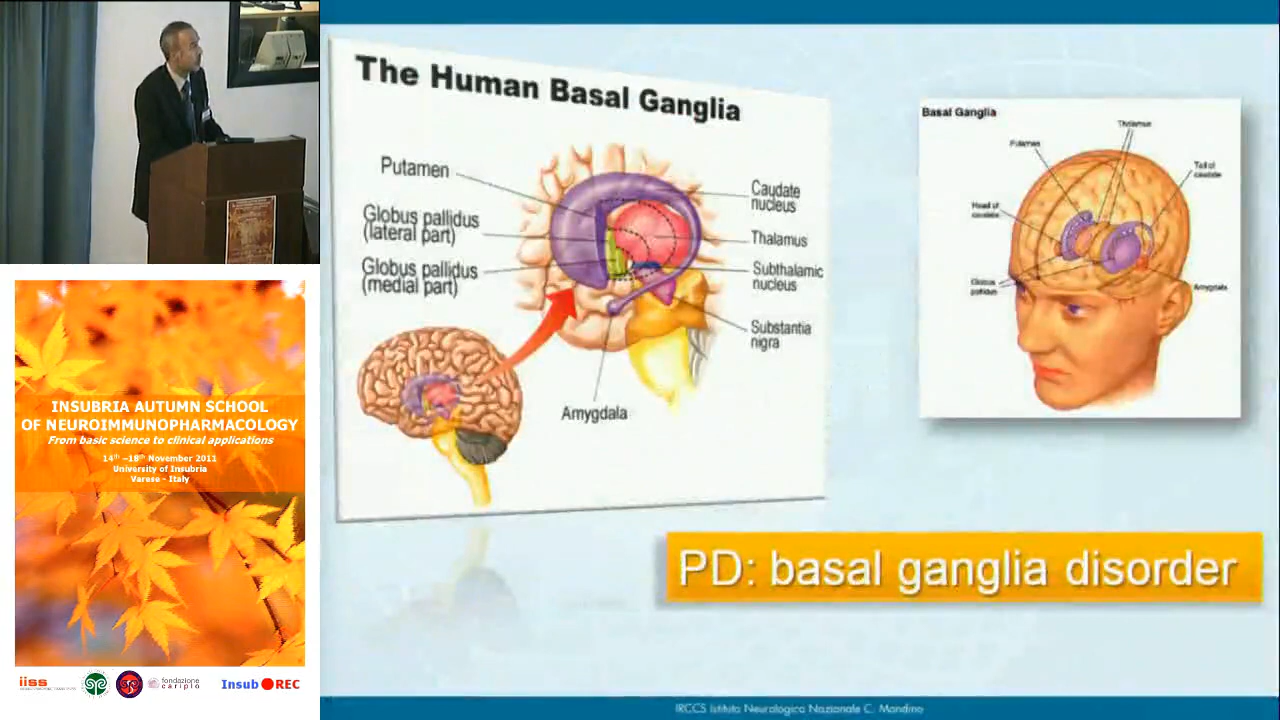 The Human Basal Ganglia
Putamen
Globus pallidus
(lateral part)
Globus pallidus
(medial part)
Caudate
nucleus
Thalamus
Subthalamic
nucleus
Substantia
nigra
Amygdala
Basal Ganglia
Thalamus
Putamen
Tail of
caudate
Head of
caudate
Globus
pallidus
Amygdala
PD: basal ganglia disorder
IRCCS Istituto Neurologico Nazionale C. Mondino
INSUBRIA AUTUMN SCHOOL
OF NEUROIMMUNOPHARMACOLOGY
From basic science to clinical applications
14th –18th November 2011
University of Insubria
Varese - Italy
iiss
fondazione
cariplo
Insub REC